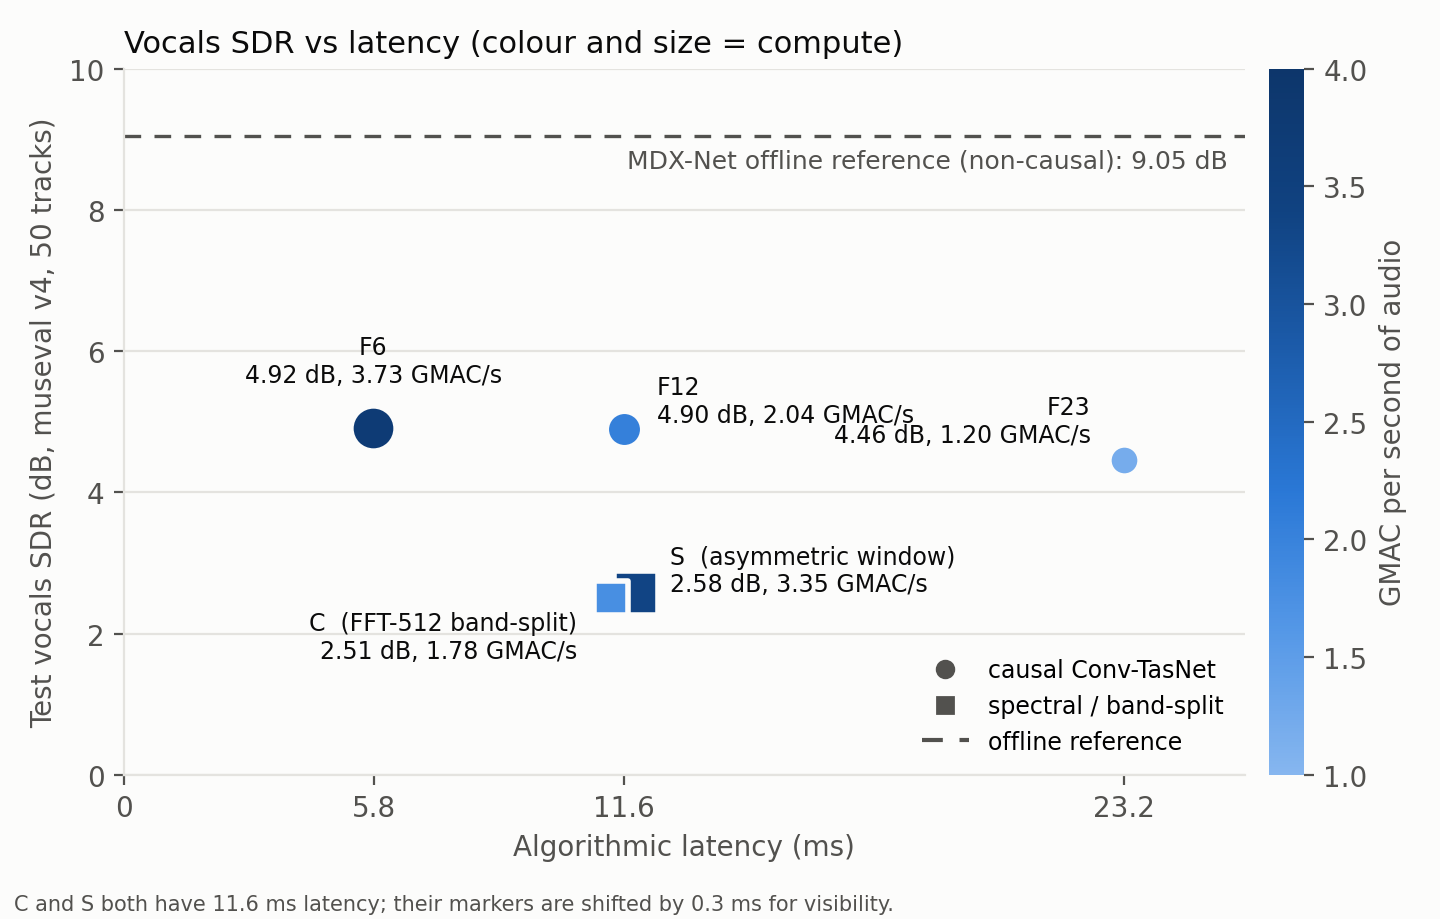 Vocals SDR vs latency (colour and size = compute)
10
8
6
4
2
0
Test vocals SDR (dB, museval v4, 50 tracks)
MDX-Net offline reference (non-causal): 9.05 dB
F6
4.92 dB, 3.73 GMAC/s
F12
4.90 dB, 2.04 GMAC/s
F23
4.46 dB, 1.20 GMAC/s
S (asymmetric window)
2.58 dB, 3.35 GMAC/s
C (FFT-512 band-split)
2.51 dB, 1.78 GMAC/s
causal Conv-TasNet
spectral / band-split
offline reference
0
5.8
11.6
23.2
Algorithmic latency (ms)
4.0
3.5
3.0
2.5
2.0
1.5
1.0
GMAC per second of audio
C and S both have 11.6 ms latency; their markers are shifted by 0.3 ms for visibility.